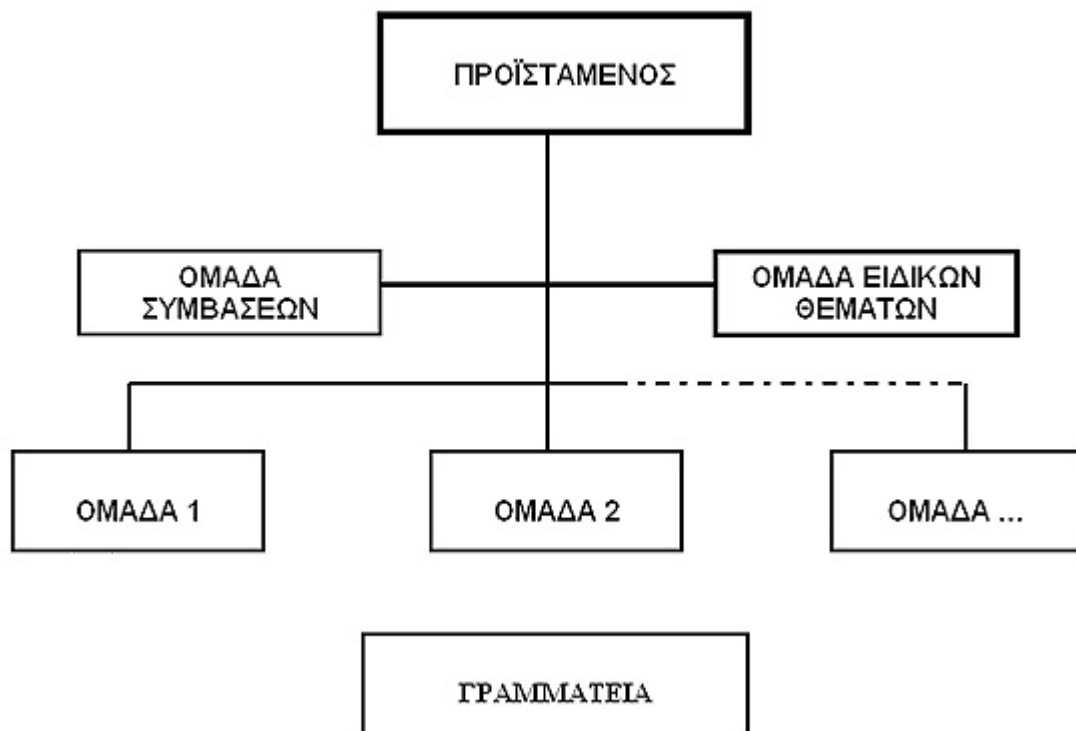 ΠΡΟΪΣΤΑΜΕΝΟΣ
ΟΜΑΔΑ
ΣΥΜΒΑΣΕΩΝ
ΟΜΑΔΑ ΕΙΔΙΚΩΝ
ΘΕΜΑΤΩΝ
ΟΜΑΔΑ 1
ΟΜΑΔΑ 2
ΟΜΑΔΑ ...
ΓΡΑΜΜΑΤΕΙΑ